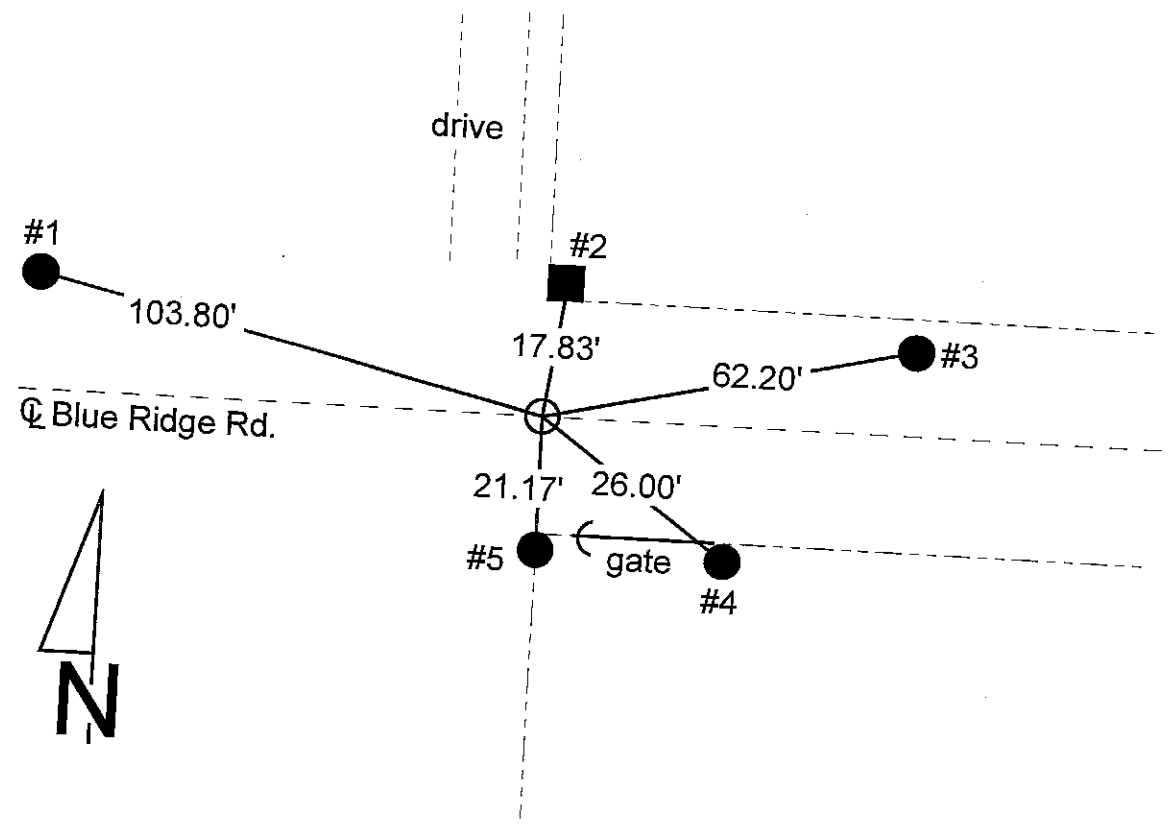 drive
#1
#2
103.80'
17.83'
#3
62.20'
℄ Blue Ridge Rd.
21.17'
26.00'
#5
gate
#4
N